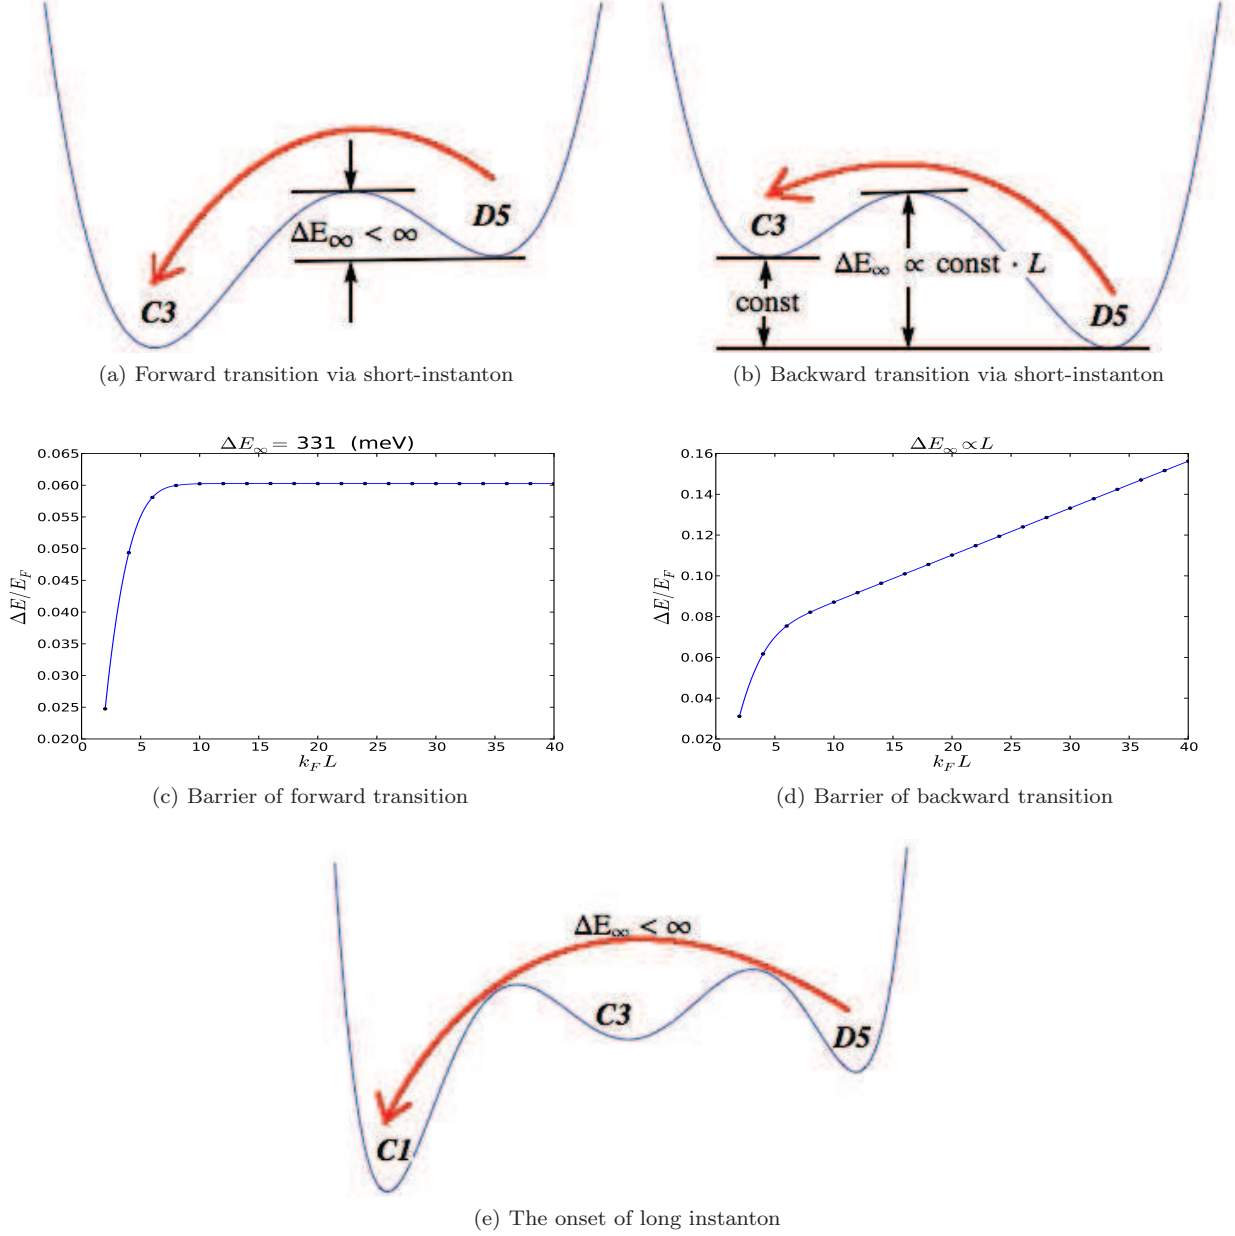 D5
ΔE∞ < ∞
C3
(a) Forward transition via short-instanton
C3
ΔE∞ ∝ const · L
const
D5
(b) Backward transition via short-instanton
ΔE∞ = 331 (meV)
0.065
0.060
0.055
0.050
0.045
0.040
0.035
0.030
0.025
0.020
ΔE/E_F
0 5 10 15 20 25 30 35 40
k_F L
(c) Barrier of forward transition
ΔE∞ ∝ L
0.16
0.14
0.12
0.10
0.08
0.06
0.04
0.02
ΔE/E_F
0 5 10 15 20 25 30 35 40
k_F L
(d) Barrier of backward transition
ΔE∞ < ∞
C3
D5
C1
(e) The onset of long instanton